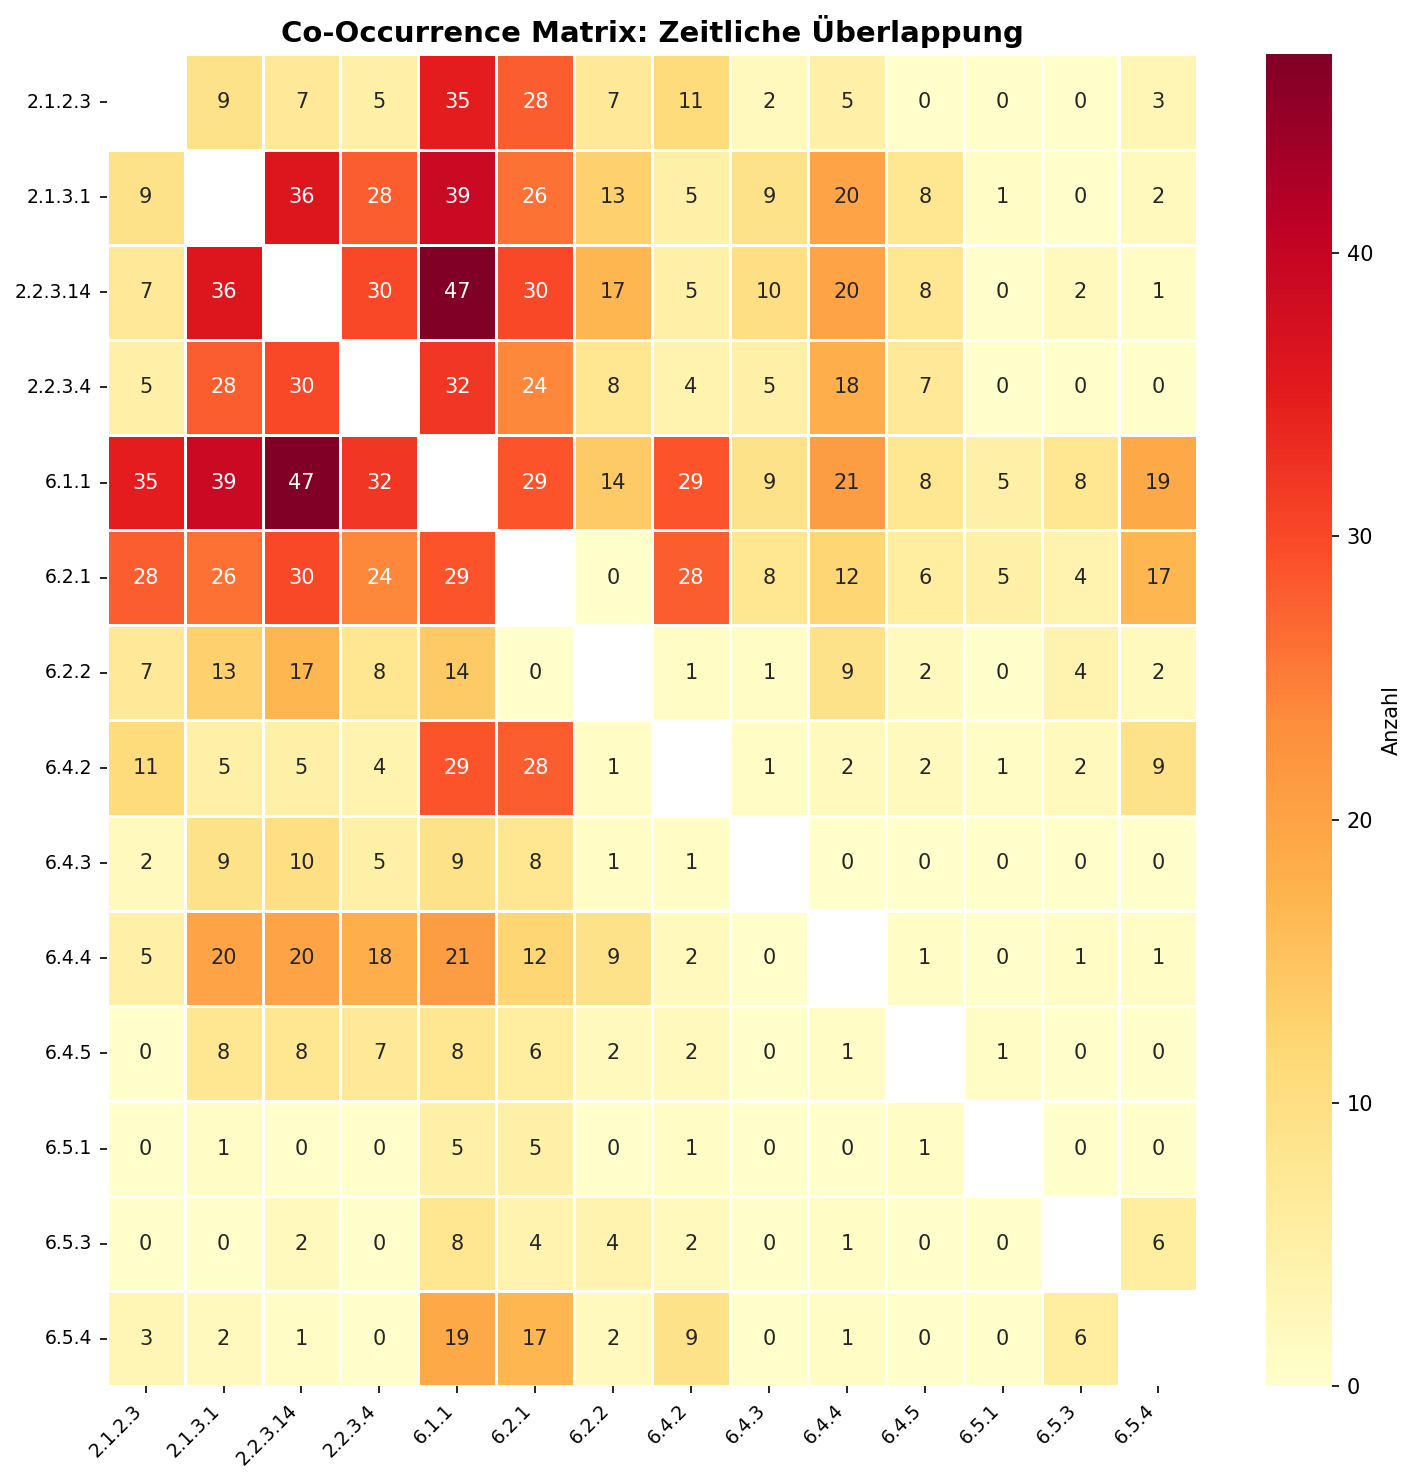 Co-Occurrence Matrix: Zeitliche Überlappung
2.1.2.3 9 7 5 35 28 7 11 2 5 0 0 0 3
2.1.3.1 9 36 28 39 26 13 5 9 20 8 1 0 2
2.2.3.14 7 36 30 47 30 17 5 10 20 8 0 2 1
2.2.3.4 5 28 30 32 24 8 4 5 18 7 0 0 0
6.1.1 35 39 47 32 29 14 29 9 21 8 5 8 19
6.2.1 28 26 30 24 29 0 28 8 12 6 5 4 17
6.2.2 7 13 17 8 14 0 1 1 9 2 0 4 2
6.4.2 11 5 5 4 29 28 1 1 2 2 1 2 9
6.4.3 2 9 10 5 9 8 1 1 0 0 0 0 0
6.4.4 5 20 20 18 21 12 9 2 0 1 0 1 1
6.4.5 0 8 8 7 8 6 2 2 0 1 1 0 0
6.5.1 0 1 0 0 5 5 0 1 0 0 1 0 0
6.5.3 0 0 2 0 8 4 4 2 0 1 0 0 6
6.5.4 3 2 1 0 19 17 2 9 0 1 0 0 6
2.1.2.3 2.1.3.1 2.2.3.14 2.2.3.4 6.1.1 6.2.1 6.2.2 6.4.2 6.4.3 6.4.4 6.4.5 6.5.1 6.5.3 6.5.4
40
30
20
10
0
Anzahl